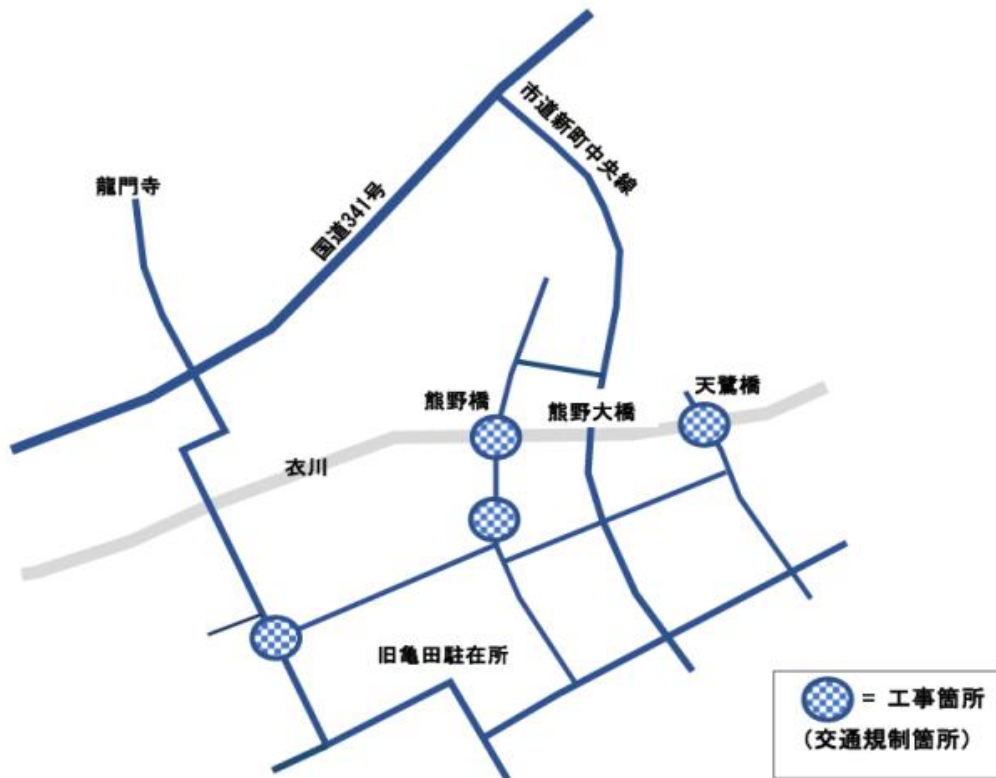 市道新町中央線
龍門寺
国道341号
天鷺橋
熊野橋
熊野大橋
衣川
旧亀田駐在所
= 工事箇所
(交通規制箇所)